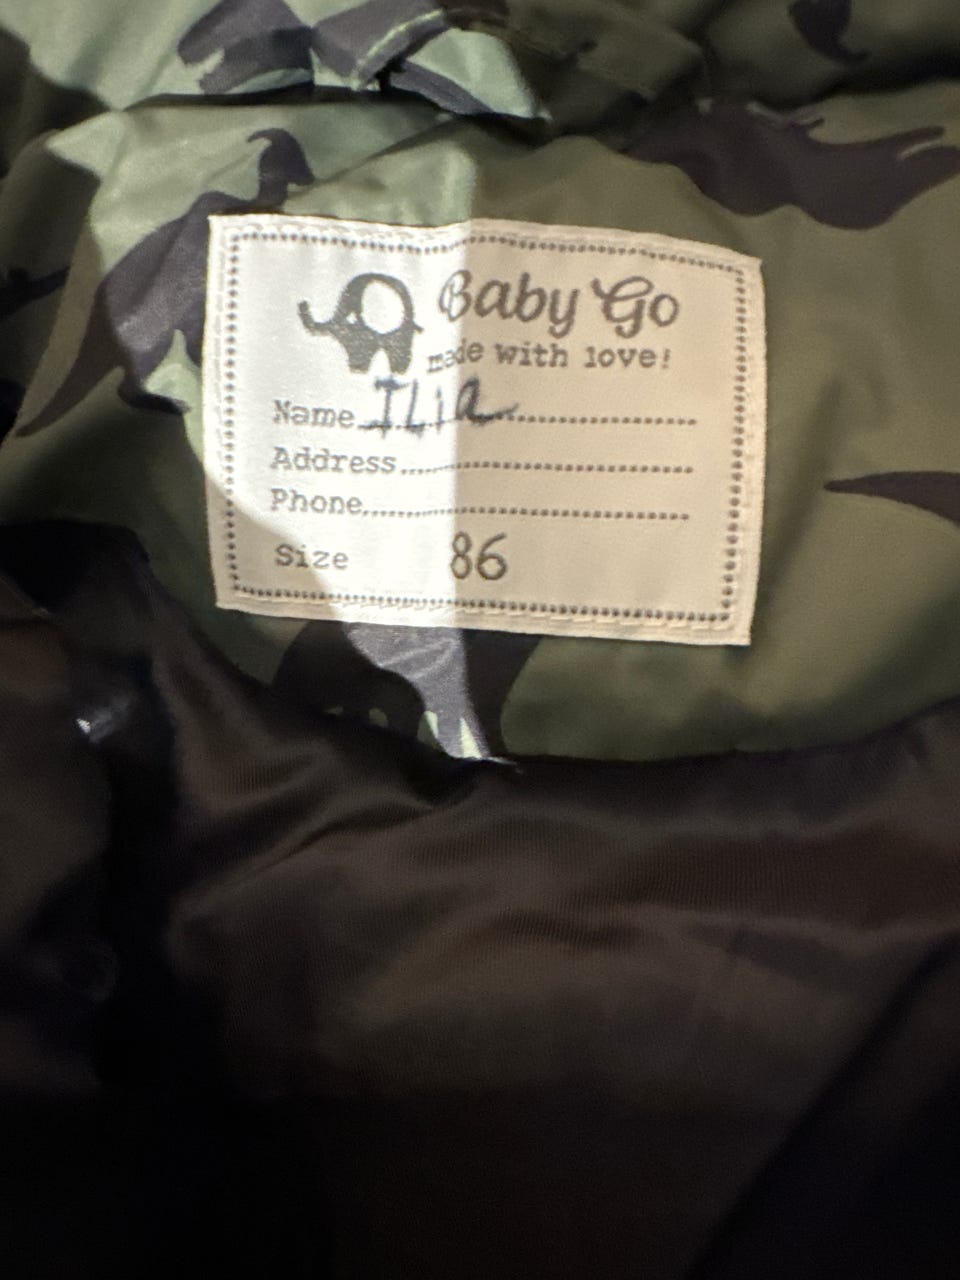 Baby Go
made with love!
Name ILia
Address
Phone
Size 86